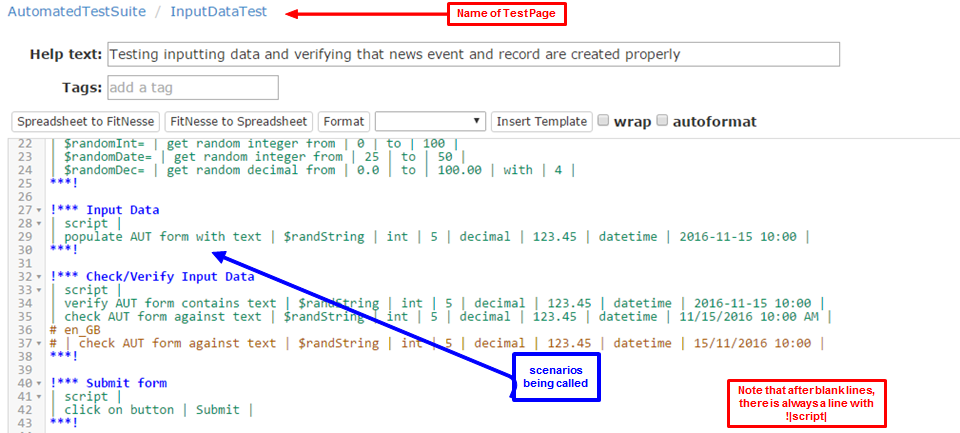 AutomatedTestSuite / InputDataTest
Name of Test Page
Help text: Testing inputting data and verifying that news event and record are created properly
Tags: add a tag
Spreadsheet to FitNesse FitNesse to Spreadsheet Format Insert Template wrap autoformat
22 | $randomInt= | get random integer from | 0 | to | 100 |
23 | $randomDate= | get random integer from | 25 | to | 50 |
24 | $randomDec= | get random decimal from | 0.0 | to | 100.00 | with | 4 |
25 ***!
26
27 !*** Input Data
28 | script |
29 | populate AUT form with text | $randString | int | 5 | decimal | 123.45 | datetime | 2016-11-15 10:00 |
30 ***!
31
32 !*** Check/Verify Input Data
33 | script |
34 | verify AUT form contains text | $randString | int | 5 | decimal | 123.45 | datetime | 2016-11-15 10:00 |
35 | check AUT form against text | $randString | int | 5 | decimal | 123.45 | datetime | 11/15/2016 10:00 AM |
36 # en_GB
37 # | check AUT form against text | $randString | int | 5 | decimal | 123.45 | datetime | 15/11/2016 10:00 |
38 ***!
39
40 !*** Submit form
41 | script |
42 | click on button | Submit |
43 ***!
scenarios
being called
Note that after blank lines,
there is always a line with
!|script|